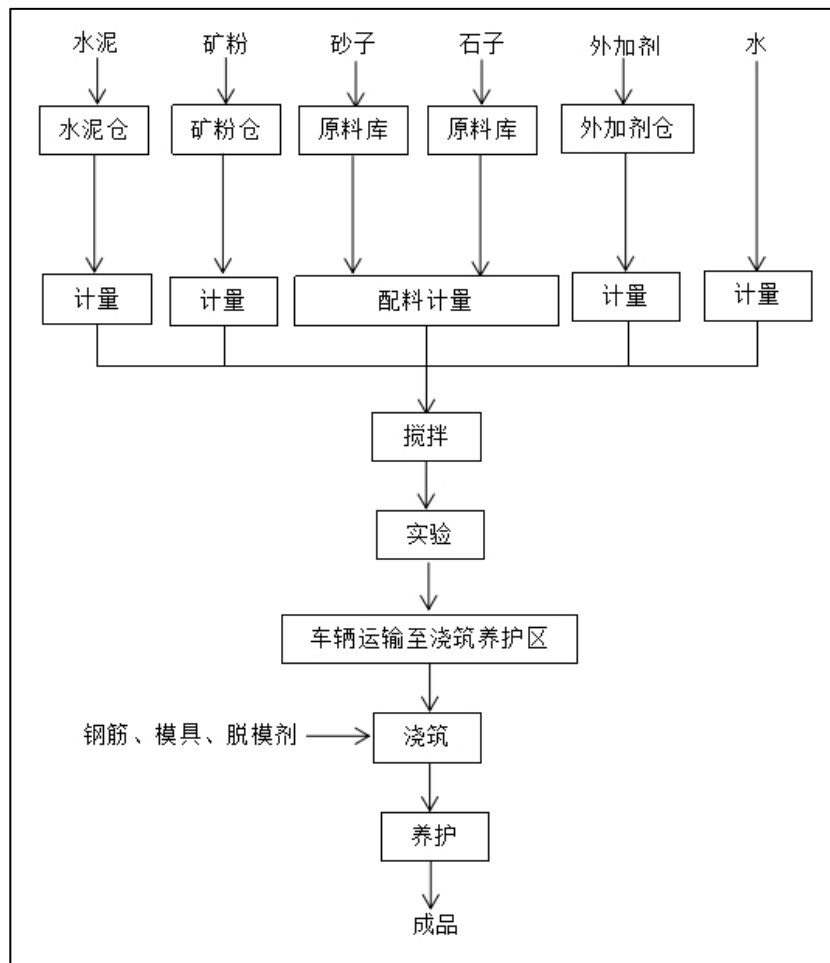 水泥 矿粉 砂子 石子 外加剂 水
水泥仓 矿粉仓 原料库 原料库 外加剂仓
计量 计量 配料计量 计量 计量
搅拌
实验
车辆运输至浇筑养护区
钢筋、模具、脱模剂 浇筑
养护
成品